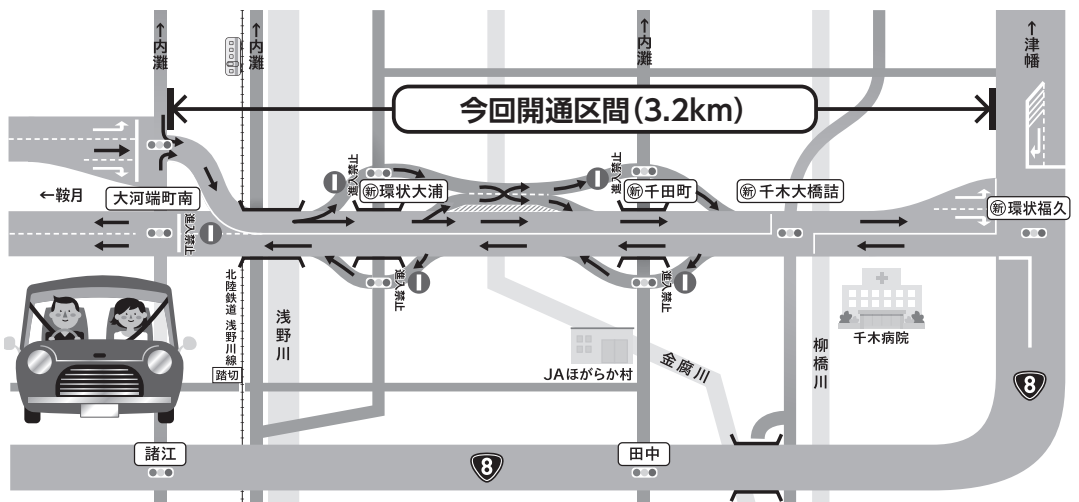 ↑内灘
↑内灘
↑内灘
↑津幡
今回開通区間(3.2km)
進入禁止
進入禁止
新環状大浦
新千田町
新千木大橋詰
新環状福久
←鞍月
大河端町南
進入禁止
進入禁止
進入禁止
北陸鉄道 浅野川線
踏切
浅野川
JAほがらか村
金腐川
柳橋川
千木病院
8
諸江
8
田中